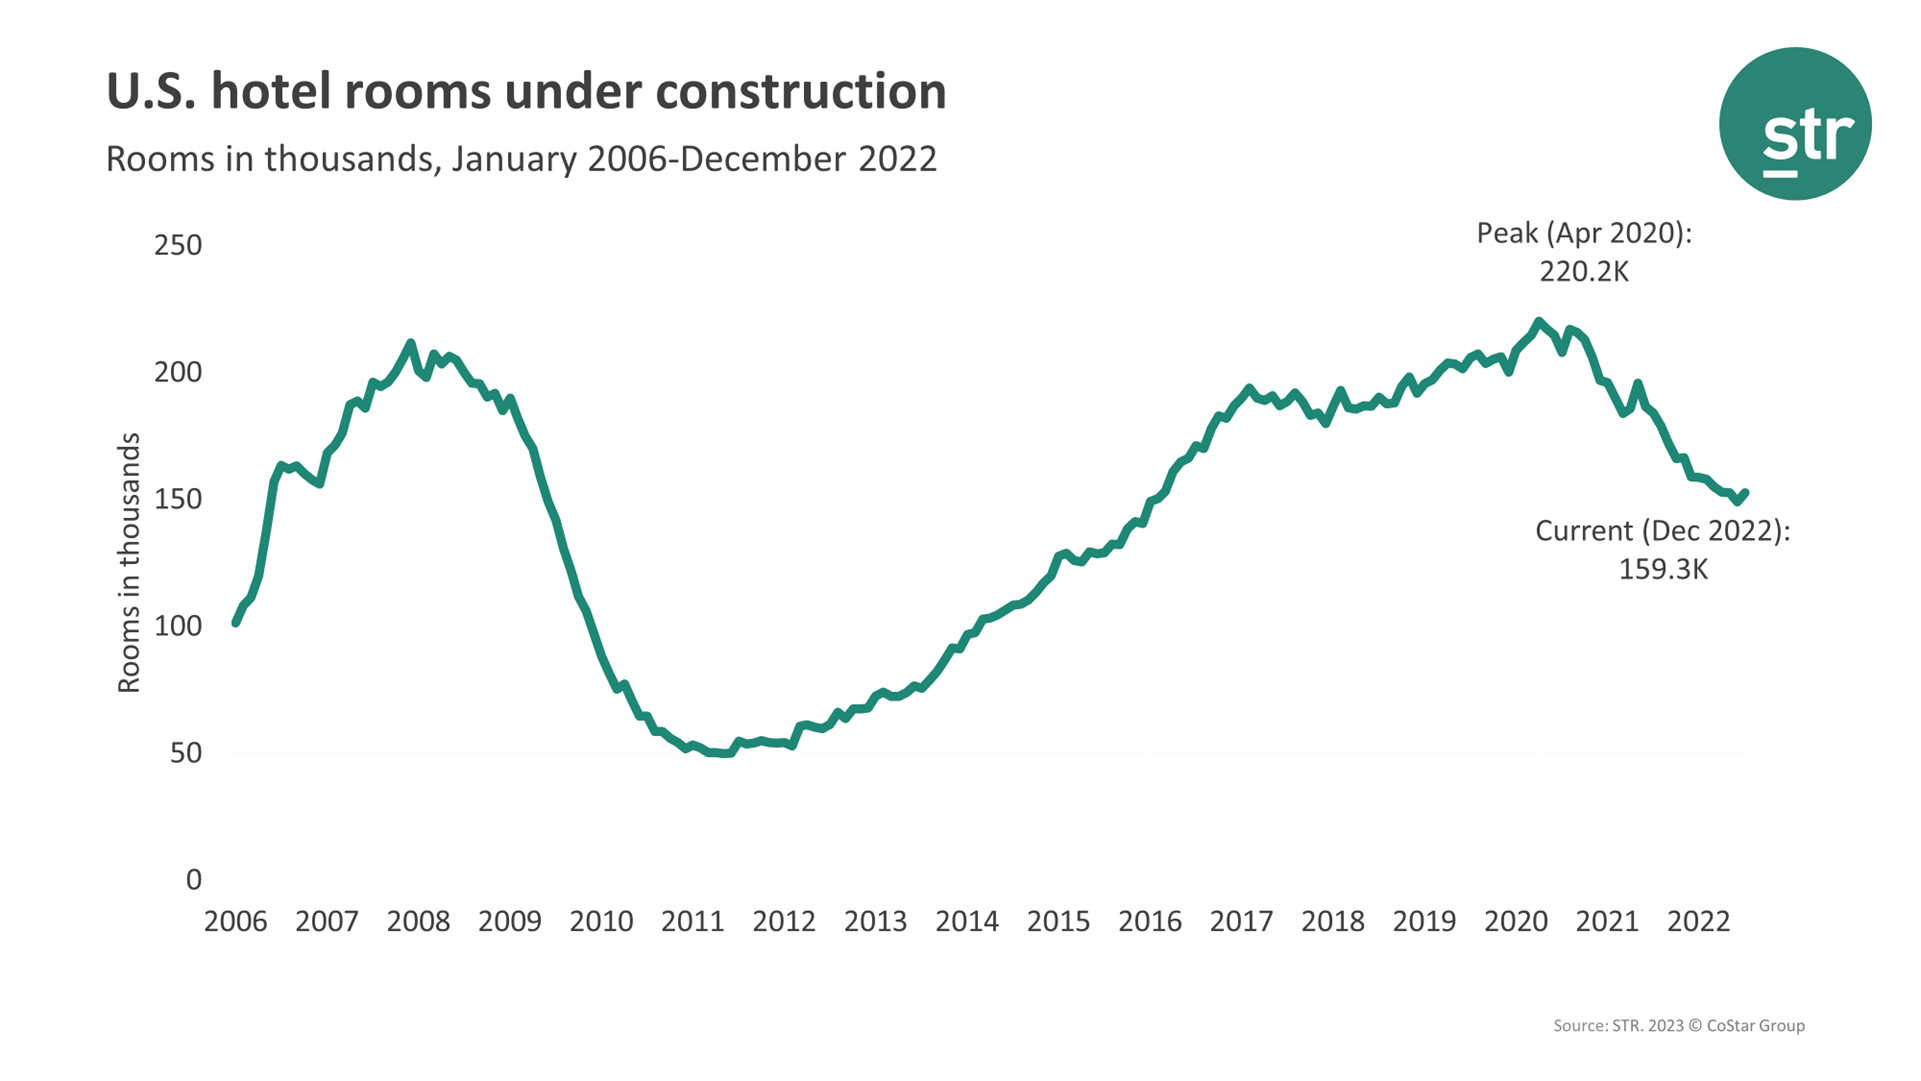 U.S. hotel rooms under construction
Rooms in thousands, January 2006-December 2022
str
Peak (Apr 2020):
220.2K
250
200
150
100
50
0
Rooms in thousands
Current (Dec 2022):
159.3K
2006 2007 2008 2009 2010 2011 2012 2013 2014 2015 2016 2017 2018 2019 2020 2021 2022
Source: STR. 2023 © CoStar Group